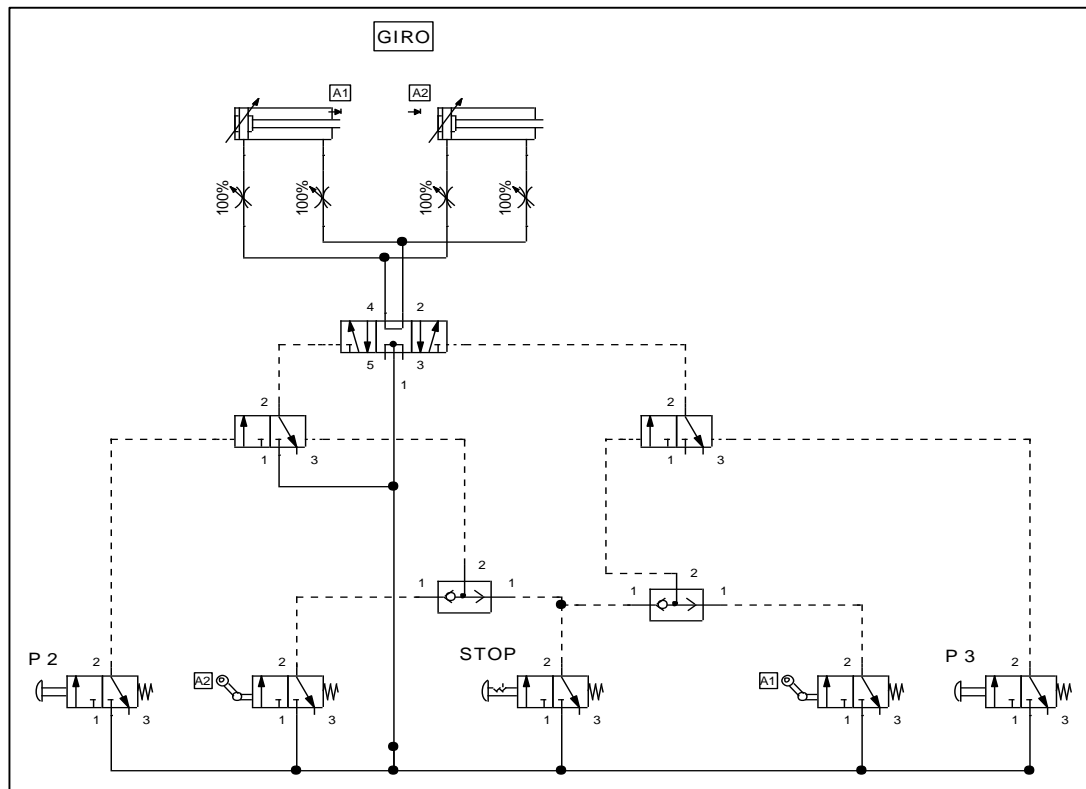 GIRO
A1 A2
100% 100% 100% 100%
4 2
5 3
1
2 2
1 3 1 3
2 2
1 1 1 1
P 2 STOP P 3
2 A2 2 2 A1 2 2
1 3 1 3 1 3 1 3 1 3